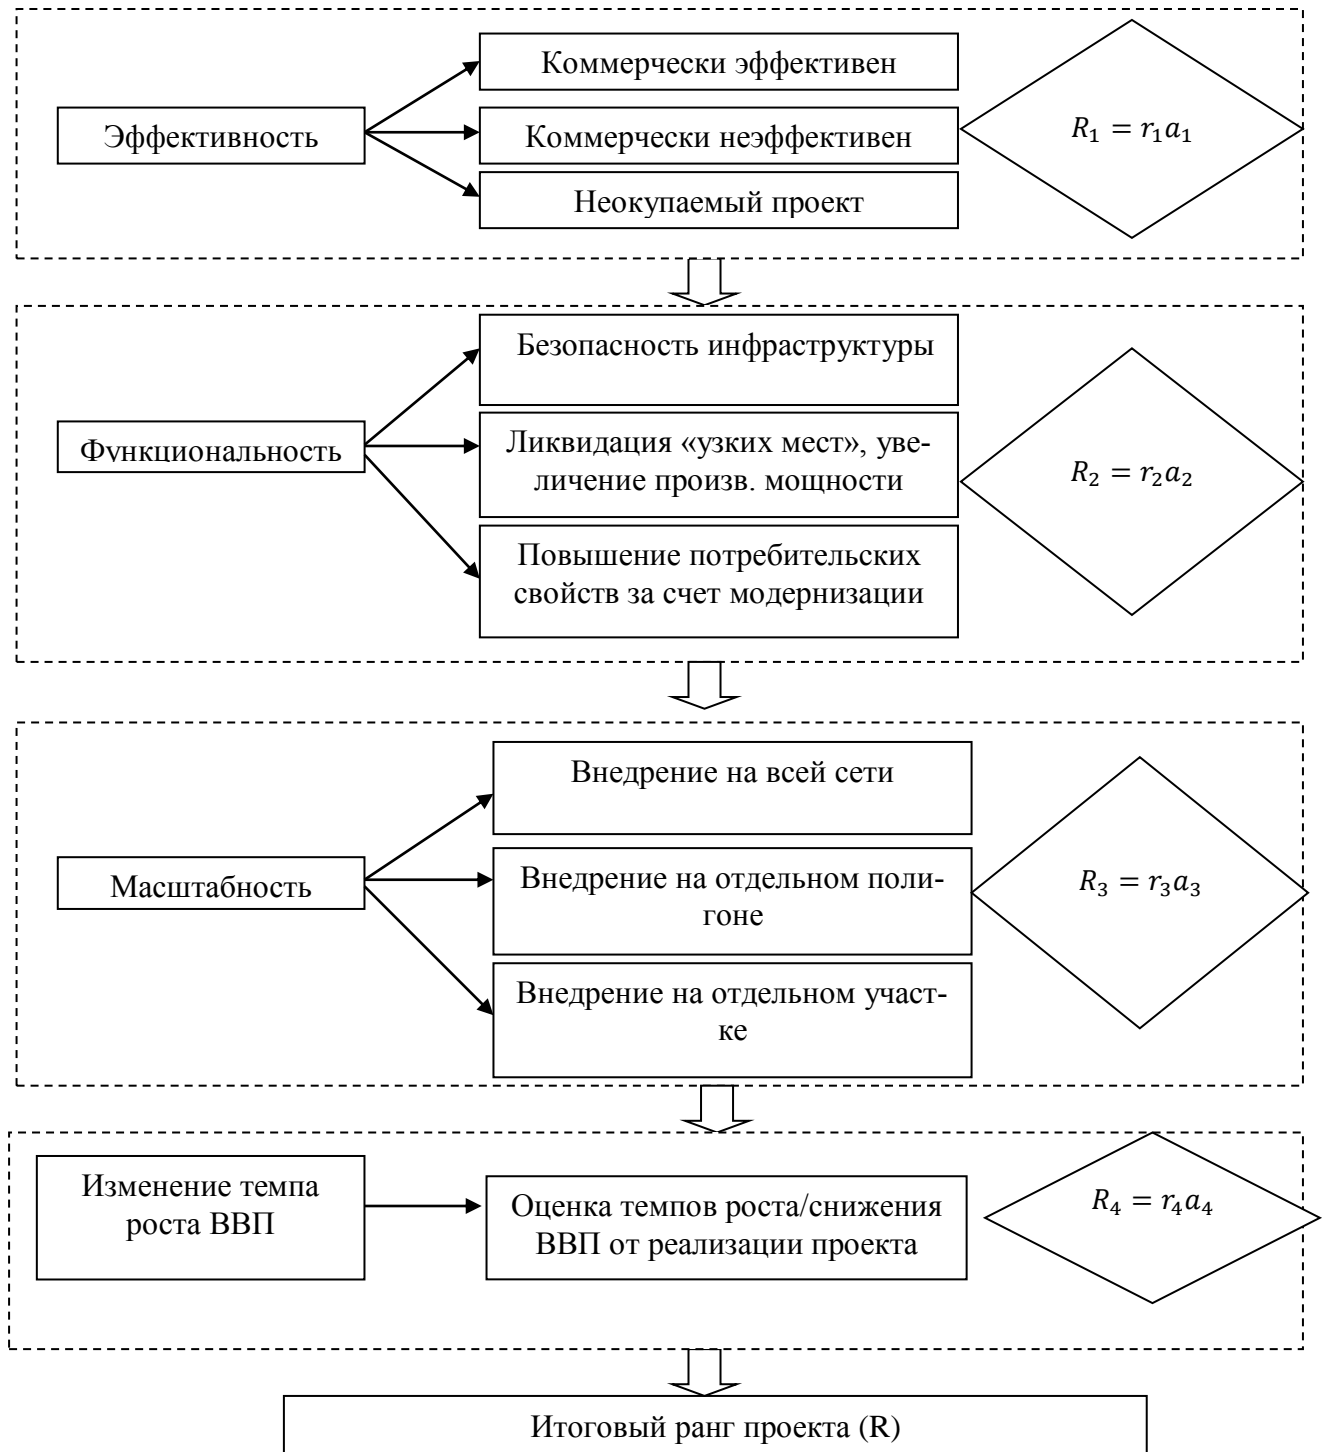 Эффективность
Коммерчески эффективен
Коммерчески неэффективен
Неокупаемый проект
R₁ = r₁a₁
Функциональность
Безопасность инфраструктуры
Ликвидация «узких мест», уве-
личение произв. мощности
Повышение потребительских
свойств за счет модернизации
R₂ = r₂a₂
Масштабность
Внедрение на всей сети
Внедрение на отдельном поли-
гоне
Внедрение на отдельном участ-
ке
R₃ = r₃a₃
Изменение темпа
роста ВВП
Оценка темпов роста/снижения
ВВП от реализации проекта
R₄ = r₄a₄
Итоговый ранг проекта (R)